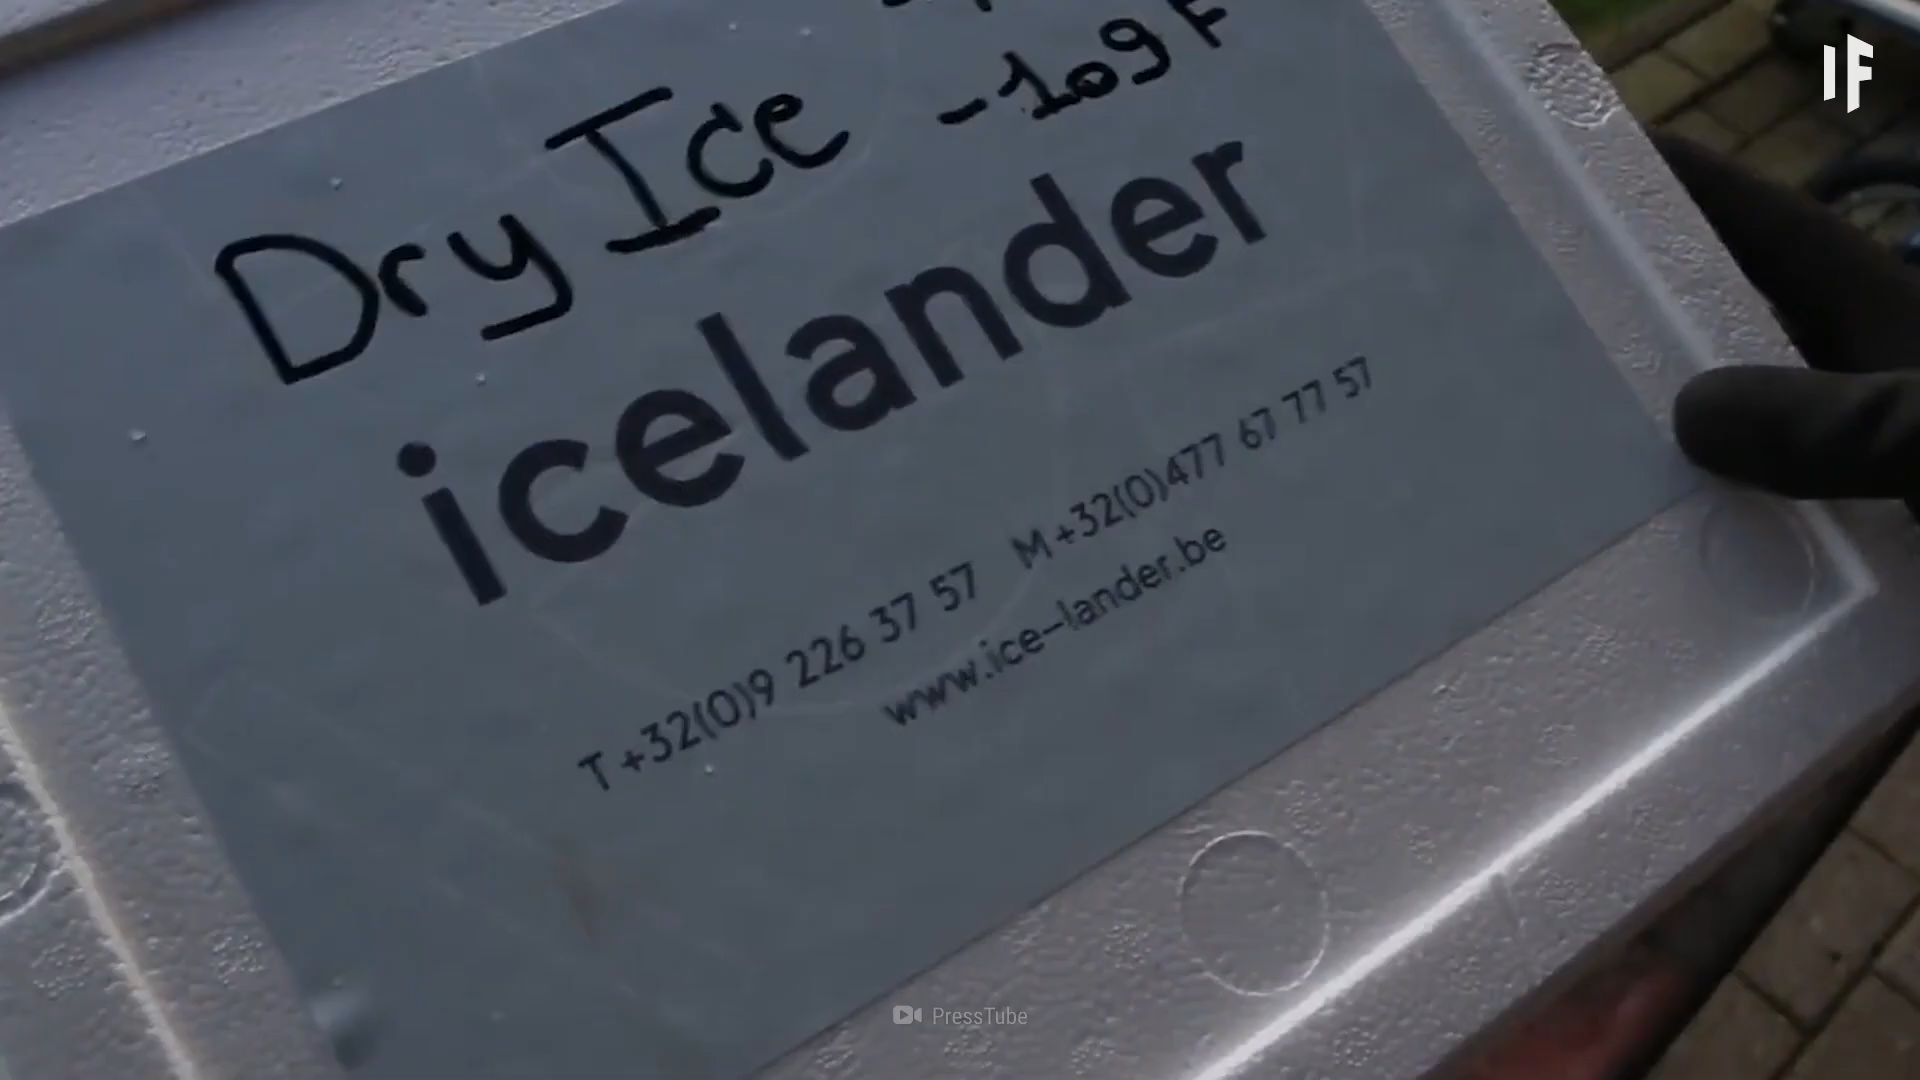 -109 F
Dry Ice
icelander
T +32(0)9 226 37 57 M +32(0)477 67 77 57
www.ice-lander.be
IF
PressTube